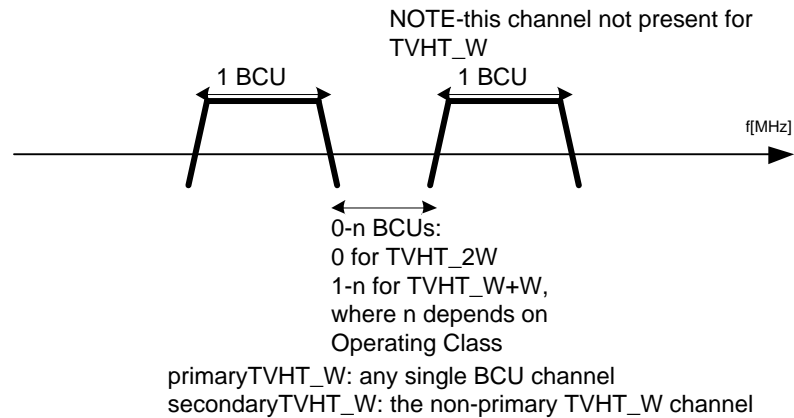 NOTE-this channel not present for
TVHT_W
1 BCU
1 BCU
f[MHz]
0-n BCUs:
0 for TVHT_2W
1-n for TVHT_W+W,
where n depends on
Operating Class
primaryTVHT_W: any single BCU channel
secondaryTVHT_W: the non-primary TVHT_W channel